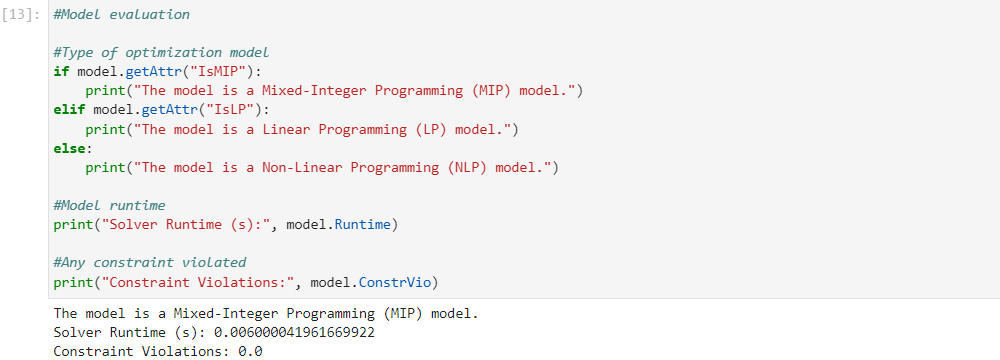 [13]: #Model evaluation
#Type of optimization model
if model.getAttr("IsMIP"):
    print("The model is a Mixed-Integer Programming (MIP) model.")
elif model.getAttr("IsLP"):
    print("The model is a Linear Programming (LP) model.")
else:
    print("The model is a Non-Linear Programming (NLP) model.")
#Model runtime
print("Solver Runtime (s):", model.Runtime)
#Any constraint violated
print("Constraint Violations:", model.ConstrVio)
The model is a Mixed-Integer Programming (MIP) model.
Solver Runtime (s): 0.006000041961669922
Constraint Violations: 0.0